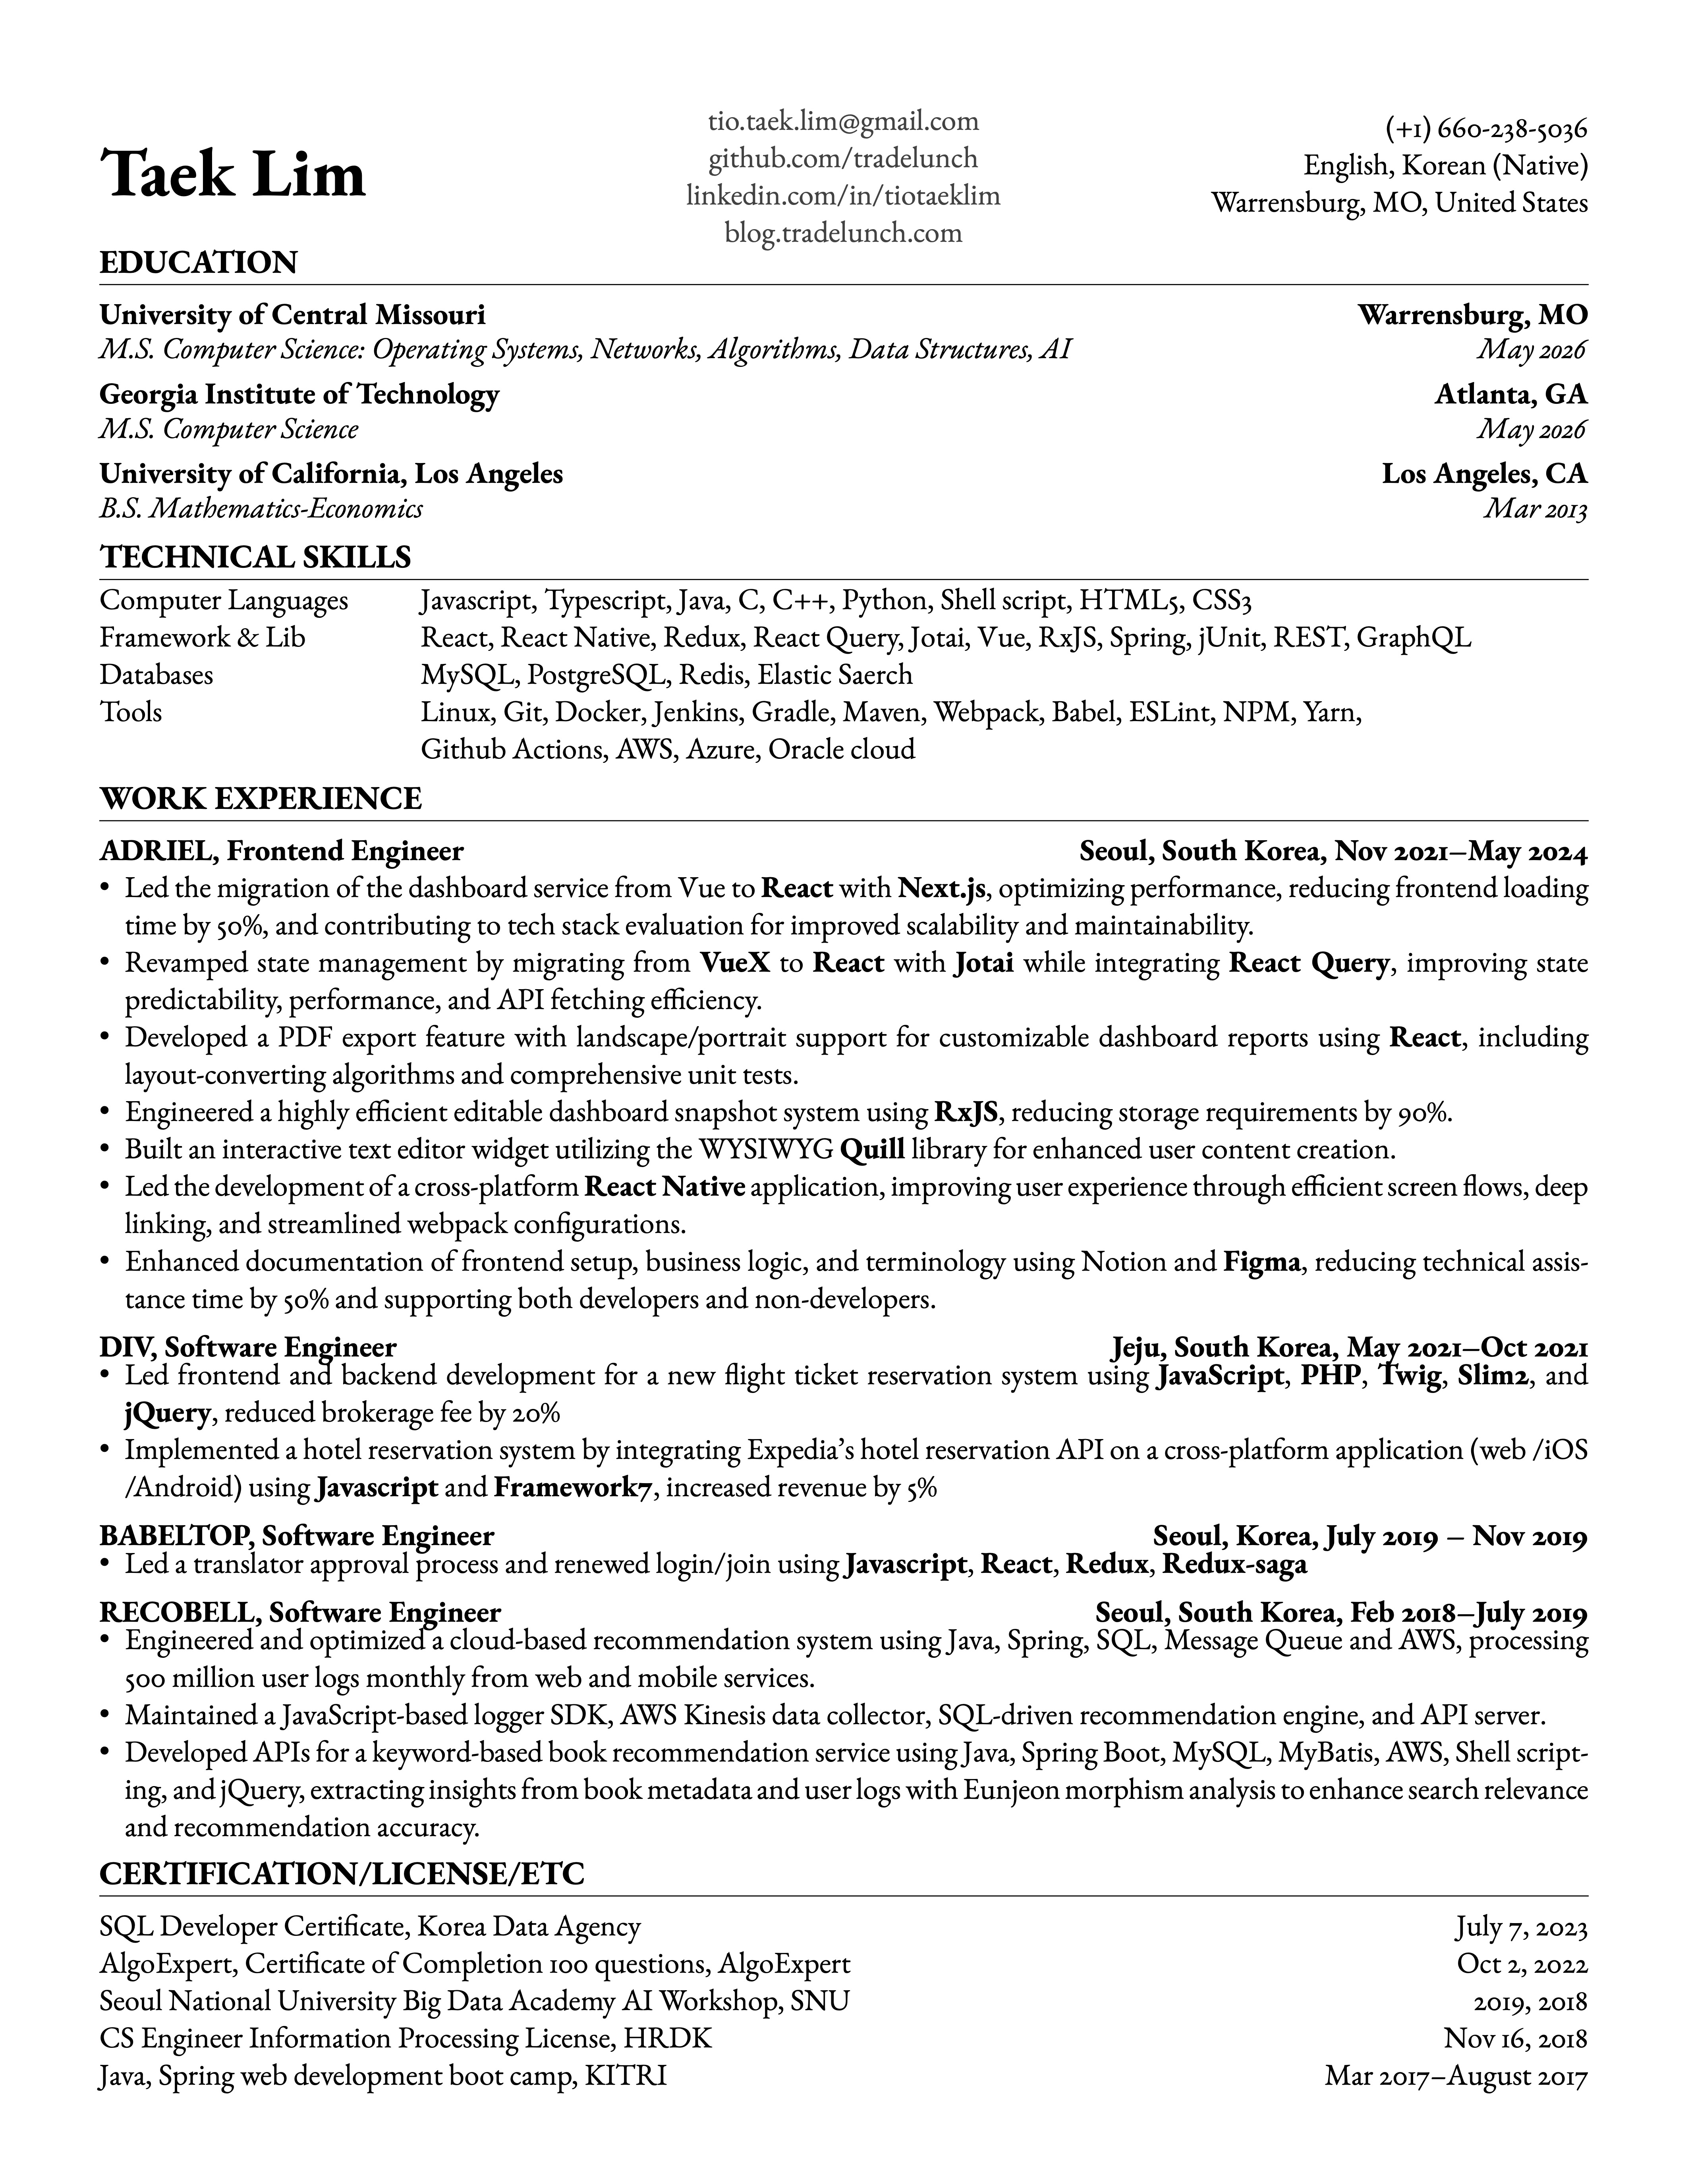 Taek Lim
tio.taek.lim@gmail.com
github.com/tradelunch
linkedin.com/in/tiotaeklim
blog.tradelunch.com
(+1) 660-238-5036
English, Korean (Native)
Warrensburg, MO, United States
EDUCATION
University of Central Missouri Warrensburg, MO
M.S. Computer Science: Operating Systems, Networks, Algorithms, Data Structures, AI May 2026
Georgia Institute of Technology Atlanta, GA
M.S. Computer Science May 2026
University of California, Los Angeles Los Angeles, CA
B.S. Mathematics-Economics Mar 2013
TECHNICAL SKILLS
Computer Languages Javascript, Typescript, Java, C, C++, Python, Shell script, HTML5, CSS3
Framework & Lib React, React Native, Redux, React Query, Jotai, Vue, RxJS, Spring, jUnit, REST, GraphQL
Databases MySQL, PostgreSQL, Redis, Elastic Saerch
Tools Linux, Git, Docker, Jenkins, Gradle, Maven, Webpack, Babel, ESLint, NPM, Yarn,
Github Actions, AWS, Azure, Oracle cloud
WORK EXPERIENCE
ADRIEL, Frontend Engineer Seoul, South Korea, Nov 2021–May 2024
• Led the migration of the dashboard service from Vue to React with Next.js, optimizing performance, reducing frontend loading
time by 50%, and contributing to tech stack evaluation for improved scalability and maintainability.
• Revamped state management by migrating from VueX to React with Jotai while integrating React Query, improving state
predictability, performance, and API fetching efficiency.
• Developed a PDF export feature with landscape/portrait support for customizable dashboard reports using React, including
layout-converting algorithms and comprehensive unit tests.
• Engineered a highly efficient editable dashboard snapshot system using RxJS, reducing storage requirements by 90%.
• Built an interactive text editor widget utilizing the WYSIWYG Quill library for enhanced user content creation.
• Led the development of a cross-platform React Native application, improving user experience through efficient screen flows, deep
linking, and streamlined webpack configurations.
• Enhanced documentation of frontend setup, business logic, and terminology using Notion and Figma, reducing technical assis-
tance time by 50% and supporting both developers and non-developers.
DIV, Software Engineer Jeju, South Korea, May 2021–Oct 2021
• Led frontend and backend development for a new flight ticket reservation system using JavaScript, PHP, Twig, Slim2, and
jQuery, reduced brokerage fee by 20%
• Implemented a hotel reservation system by integrating Expedia's hotel reservation API on a cross-platform application (web /iOS
/Android) using Javascript and Framework7, increased revenue by 5%
BABELTOP, Software Engineer Seoul, Korea, July 2019 – Nov 2019
• Led a translator approval process and renewed login/join using Javascript, React, Redux, Redux-saga
RECOBELL, Software Engineer Seoul, South Korea, Feb 2018–July 2019
• Engineered and optimized a cloud-based recommendation system using Java, Spring, SQL, Message Queue and AWS, processing
500 million user logs monthly from web and mobile services.
• Maintained a JavaScript-based logger SDK, AWS Kinesis data collector, SQL-driven recommendation engine, and API server.
• Developed APIs for a keyword-based book recommendation service using Java, Spring Boot, MySQL, MyBatis, AWS, Shell script-
ing, and jQuery, extracting insights from book metadata and user logs with Eunjeon morphism analysis to enhance search relevance
and recommendation accuracy.
CERTIFICATION/LICENSE/ETC
SQL Developer Certificate, Korea Data Agency July 7, 2023
AlgoExpert, Certificate of Completion 100 questions, AlgoExpert Oct 2, 2022
Seoul National University Big Data Academy AI Workshop, SNU 2019, 2018
CS Engineer Information Processing License, HRDK Nov 16, 2018
Java, Spring web development boot camp, KITRI Mar 2017–August 2017